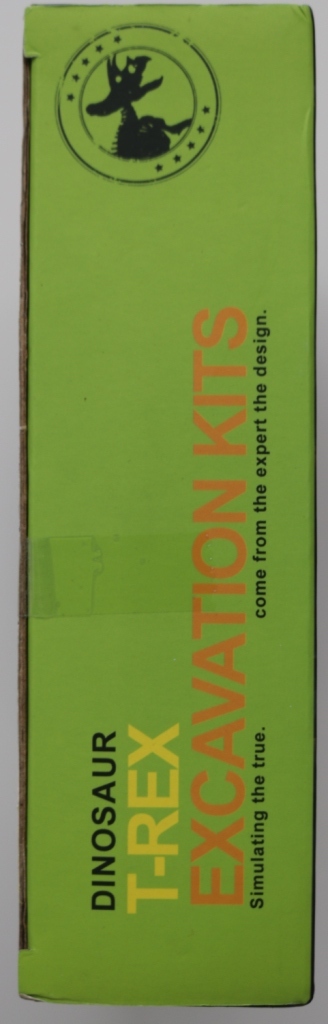 DINOSAUR
T-REX
EXCAVATION KITS
Simulating the true. come from the expert the design.